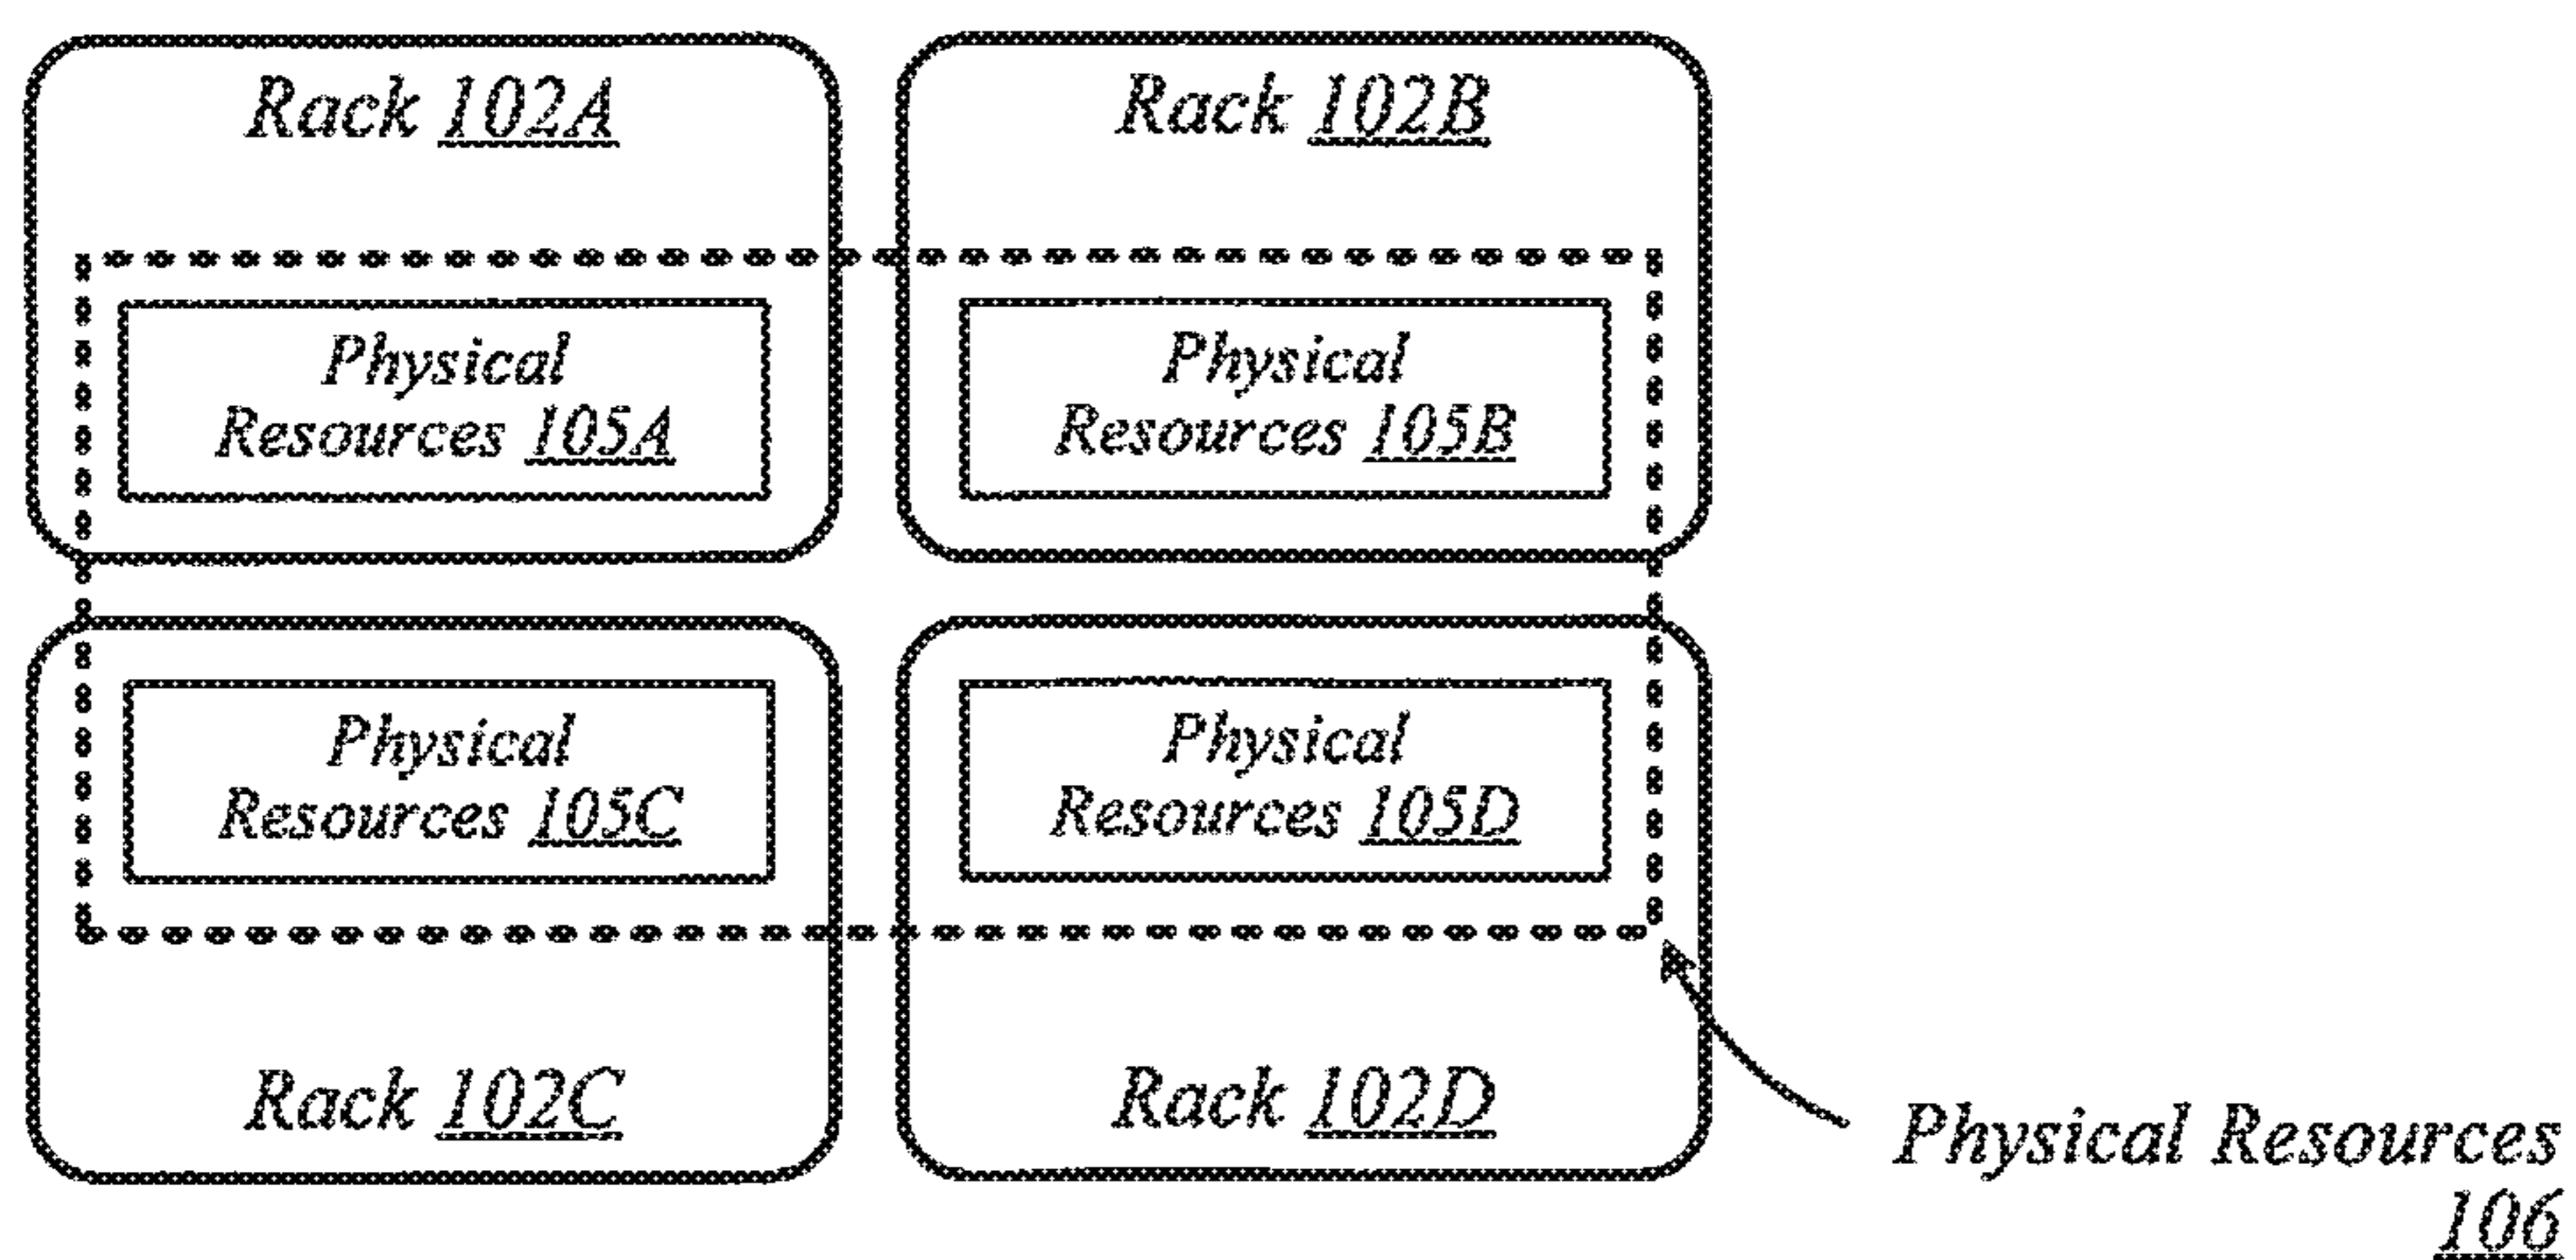 Rack 102A
Rack 102B
Physical
Resources 105A
Physical
Resources 105B
Physical
Resources 105C
Physical
Resources 105D
Rack 102C
Rack 102D
Physical Resources
106